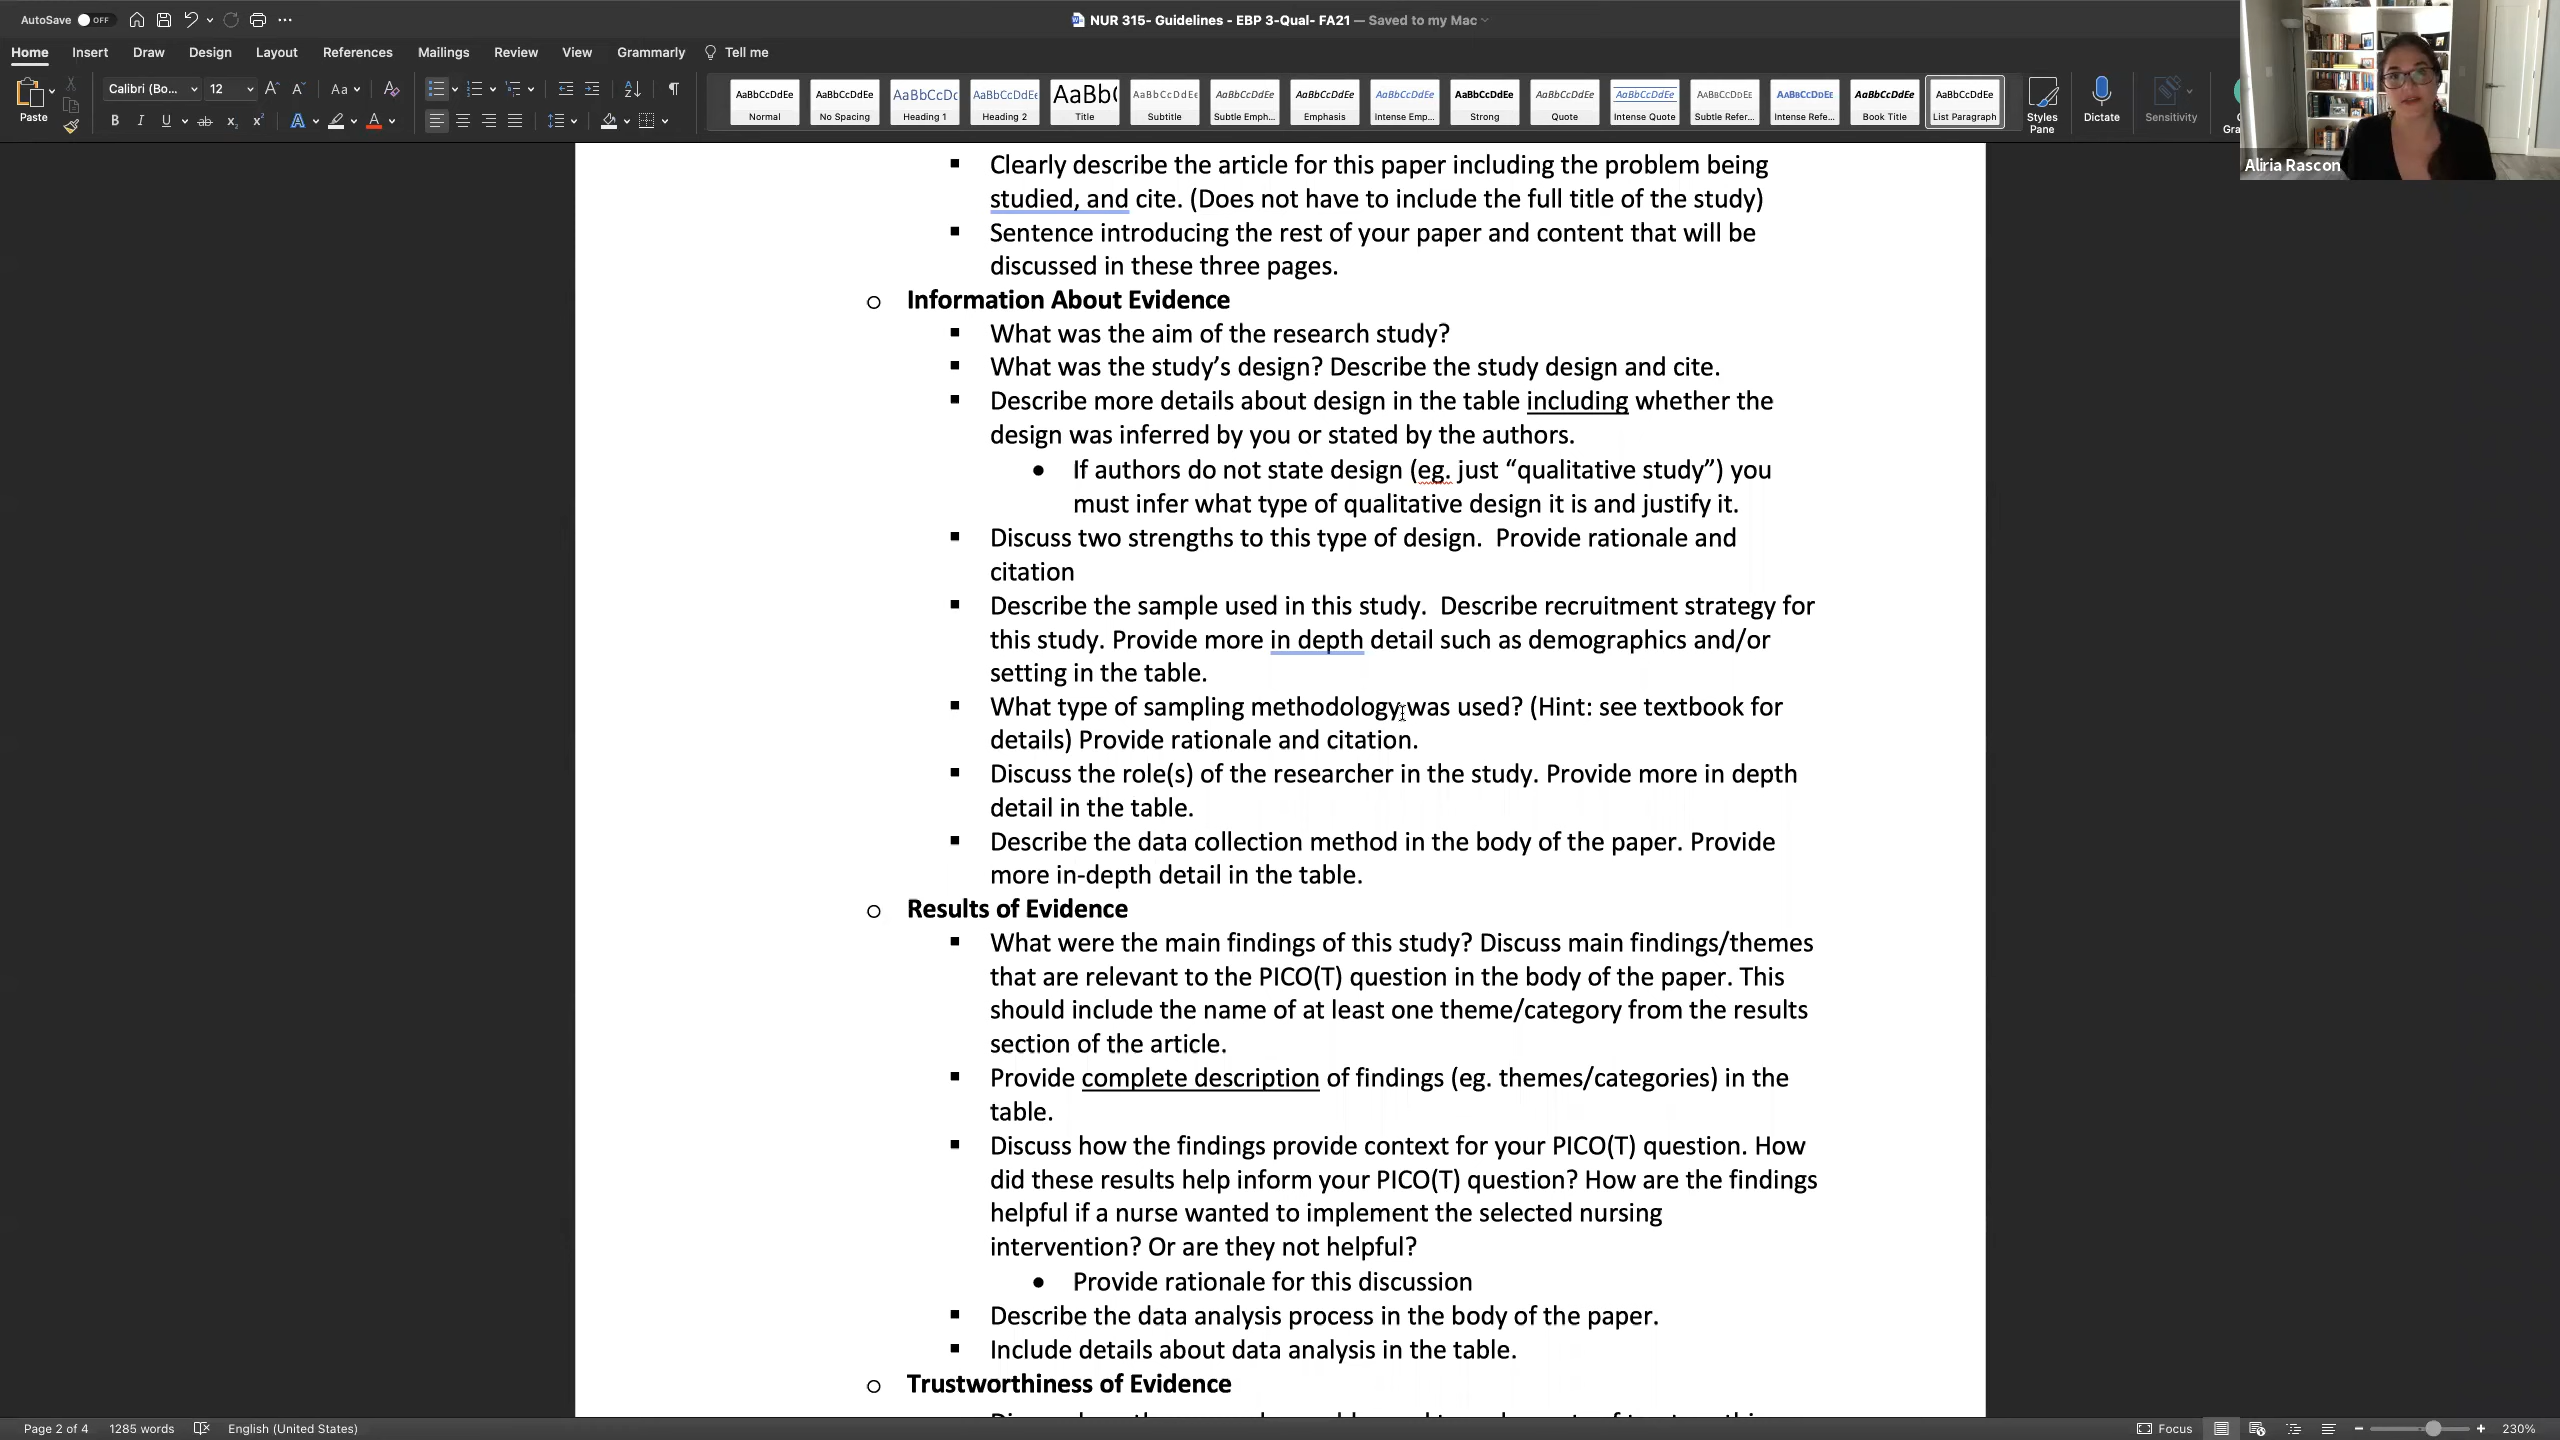 AutoSave OFF
NUR 315- Guidelines - EBP 3-Qual- FA21 — Saved to my Mac
Home Insert Draw Design Layout References Mailings Review View Grammarly Tell me
Paste
Calibri (Bo... 12
Aa
B I U ab x2 x2 A A
AaBbCcDdEe AaBbCcDdEe AaBbCcDc AaBbCcDdEe AaBb( AaBbCcDdEe AaBbCcDdEe AaBbCcDdEe AaBbCcDdEe AaBbCcDdEe AaBbCcDdEe AaBbCcDdEe AaBbCcDdEe AaBbCcDdEe AaBbCcDdEe AaBbCcDdEe
Normal No Spacing Heading 1 Heading 2 Title Subtitle Subtle Emph... Emphasis Intense Emp... Strong Quote Intense Quote Subtle Refer... Intense Refe... Book Title List Paragraph
Styles Pane
Dictate
Sensitivity
Aliria Rascon
▪ Clearly describe the article for this paper including the problem being
studied, and cite. (Does not have to include the full title of the study)
▪ Sentence introducing the rest of your paper and content that will be
discussed in these three pages.
o Information About Evidence
▪ What was the aim of the research study?
▪ What was the study’s design? Describe the study design and cite.
▪ Describe more details about design in the table including whether the
design was inferred by you or stated by the authors.
• If authors do not state design (eg. just “qualitative study”) you
must infer what type of qualitative design it is and justify it.
▪ Discuss two strengths to this type of design.  Provide rationale and
citation
▪ Describe the sample used in this study.  Describe recruitment strategy for
this study. Provide more in depth detail such as demographics and/or
setting in the table.
▪ What type of sampling methodology was used? (Hint: see textbook for
details) Provide rationale and citation.
▪ Discuss the role(s) of the researcher in the study. Provide more in depth
detail in the table.
▪ Describe the data collection method in the body of the paper. Provide
more in-depth detail in the table.
o Results of Evidence
▪ What were the main findings of this study? Discuss main findings/themes
that are relevant to the PICO(T) question in the body of the paper. This
should include the name of at least one theme/category from the results
section of the article.
▪ Provide complete description of findings (eg. themes/categories) in the
table.
▪ Discuss how the findings provide context for your PICO(T) question. How
did these results help inform your PICO(T) question? How are the findings
helpful if a nurse wanted to implement the selected nursing
intervention? Or are they not helpful?
• Provide rationale for this discussion
▪ Describe the data analysis process in the body of the paper.
▪ Include details about data analysis in the table.
o Trustworthiness of Evidence
Page 2 of 4 1285 words English (United States) Focus 230%